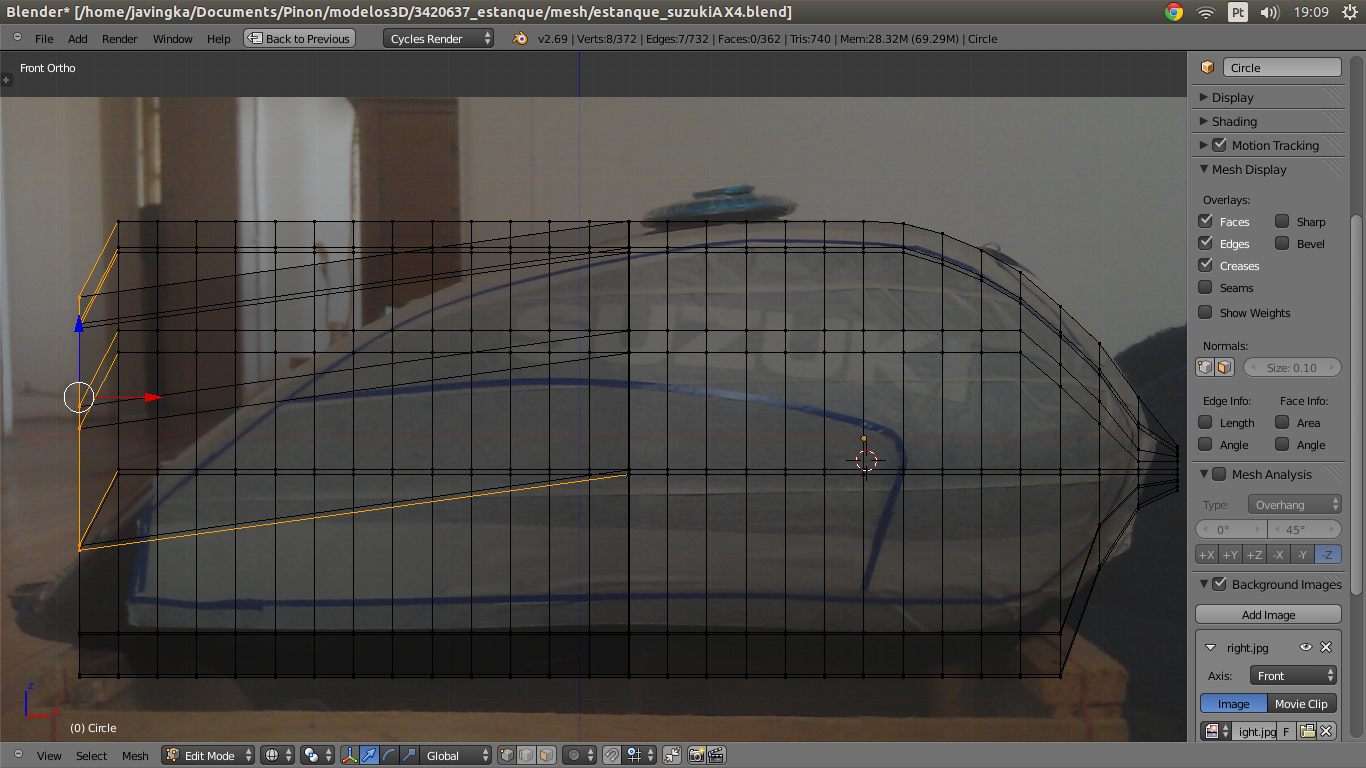 Blender* [/home/javingka/Documents/Pinon/modelos3D/3420637_estanque/mesh/estanque_suzukiAX4.blend]
Pt
19:09
File Add Render Window Help Back to Previous Cycles Render v2.69 | Verts:8/372 | Edges:7/732 | Faces:0/362 | Tris:740 | Mem:28.32M (69.29M) | Circle
Front Ortho
Circle
Display
Shading
Motion Tracking
Mesh Display
Overlays:
Faces Sharp
Edges Bevel
Creases
Seams
Show Weights
Normals:
Size: 0.10
Edge Info: Face Info:
Length Area
Angle Angle
Mesh Analysis
Type: Overhang
0° 45°
+X +Y +Z -X -Y -Z
Background Images
Add Image
right.jpg
Axis: Front
Image Movie Clip
ight.jpg F
SUZUKI
z
(0) Circle
View Select Mesh Edit Mode Global